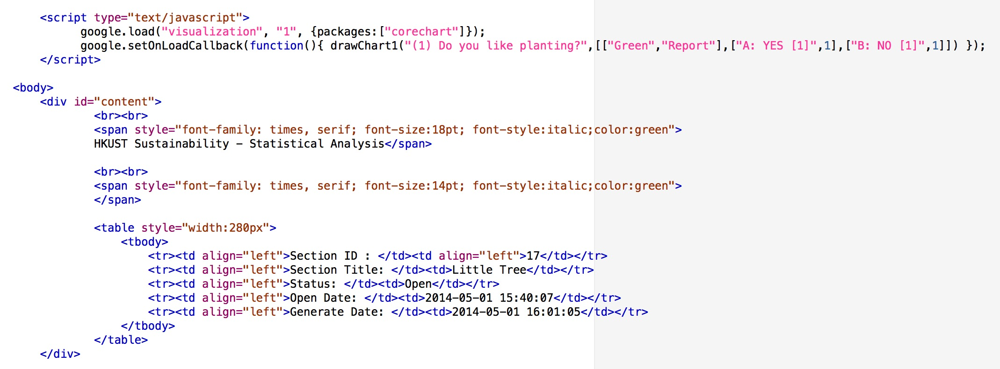 <script type="text/javascript">
google.load("visualization", "1", {packages:["corechart"]});
google.setOnLoadCallback(function(){ drawChart1("(1) Do you like planting?",[["Green","Report"],["A: YES [1]",1],["B: NO [1]",1]]) });
</script>
<body>
<div id="content">
<br><br>
<span style="font-family: times, serif; font-size:18pt; font-style:italic;color:green">
HKUST Sustainability – Statistical Analysis</span>
<br><br>
<span style="font-family: times, serif; font-size:14pt; font-style:italic;color:green">
</span>
<table style="width:280px">
<tbody>
<tr><td align="left">Section ID : </td><td align="left">17</td></tr>
<tr><td align="left">Section Title: </td><td>Little Tree</td></tr>
<tr><td align="left">Status: </td><td>Open</td></tr>
<tr><td align="left">Open Date: </td><td>2014-05-01 15:40:07</td></tr>
<tr><td align="left">Generate Date: </td><td>2014-05-01 16:01:05</td></tr>
</tbody>
</table>
</div>